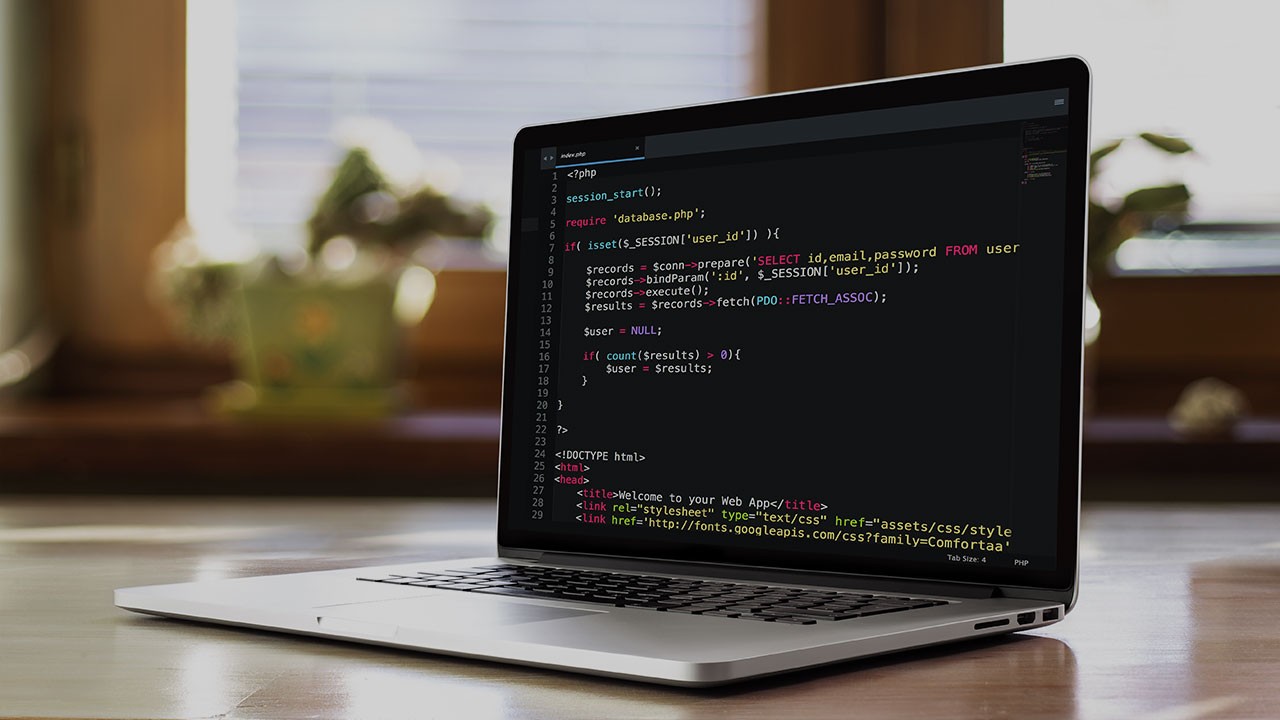 index.php
1 <?php
2
3 session_start();
4
5 require 'database.php';
6
7 if( isset($_SESSION['user_id']) ){
8
9 $records = $conn->prepare('SELECT id,email,password FROM user
10 $records->bindParam(':id', $_SESSION['user_id']);
11 $records->execute();
12 $results = $records->fetch(PDO::FETCH_ASSOC);
13
14 $user = NULL;
15
16 if( count($results) > 0){
17 $user = $results;
18 }
19
20 }
21
22 ?>
23
24 <!DOCTYPE html>
25 <html>
26 <head>
27 <title>Welcome to your Web App</title>
28 <link rel="stylesheet" type="text/css" href="assets/css/style
29 <link href='http://fonts.googleapis.com/css?family=Comfortaa'
Tab Size: 4 PHP